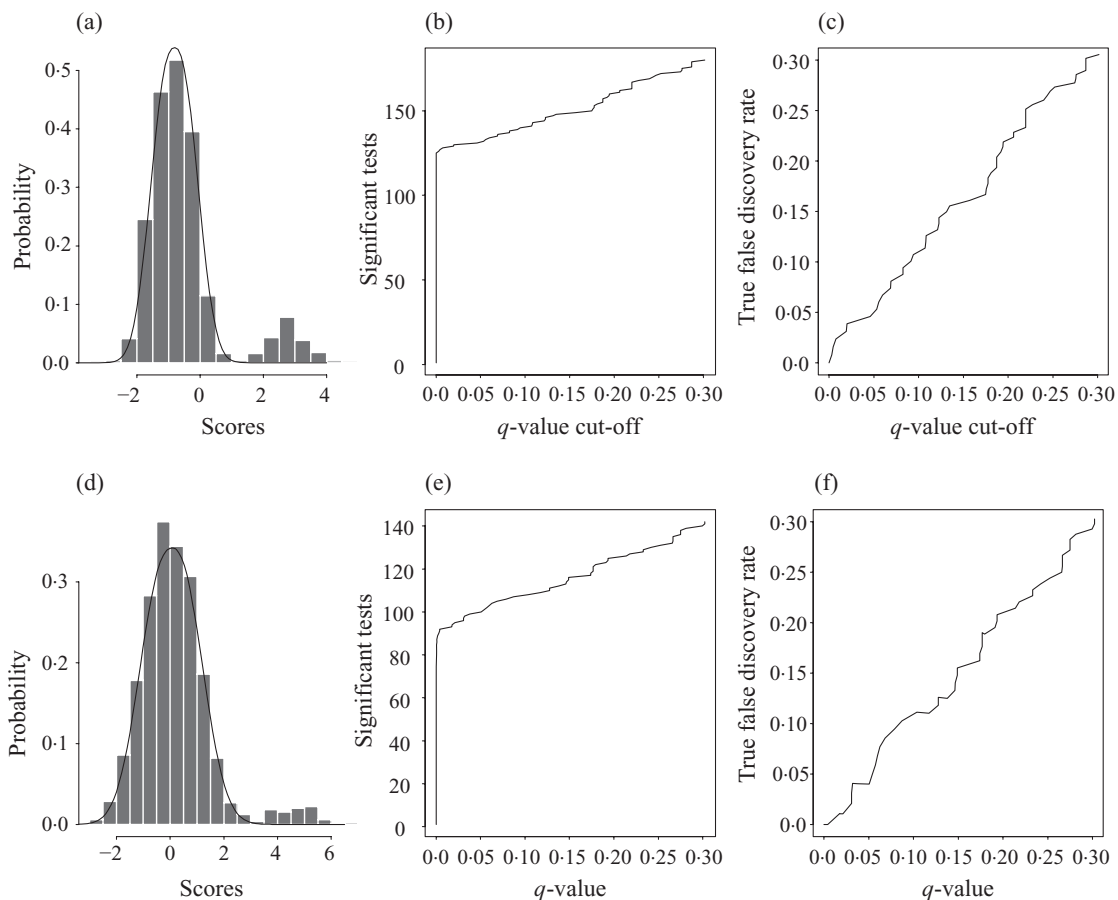 (a)
Probability
0·5
0·4
0·3
0·2
0·1
0·0
−2 0 2 4
Scores
(b)
Significant tests
150
100
50
0
0·0 0·05 0·10 0·15 0·20 0·25 0·30
q-value cut-off
(c)
True false discovery rate
0·30
0·25
0·20
0·15
0·10
0·05
0·0
0·0 0·05 0·10 0·15 0·20 0·25 0·30
q-value cut-off
(d)
Probability
0·3
0·2
0·1
0·0
−2 0 2 4 6
Scores
(e)
Significant tests
140
120
100
80
60
40
20
0
0·0 0·05 0·10 0·15 0·20 0·25 0·30
q-value
(f)
True false discovery rate
0·30
0·25
0·20
0·15
0·10
0·05
0·0
0·0 0·05 0·10 0·15 0·20 0·25 0·30
q-value